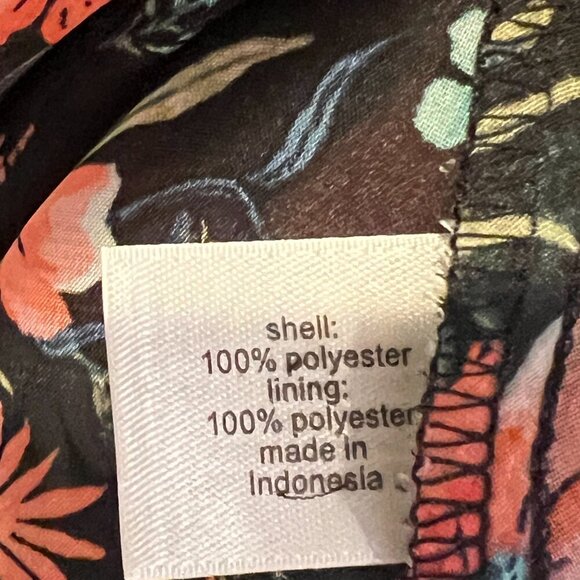 shell:
100% polyester
lining:
100% polyester
made in
Indonesia